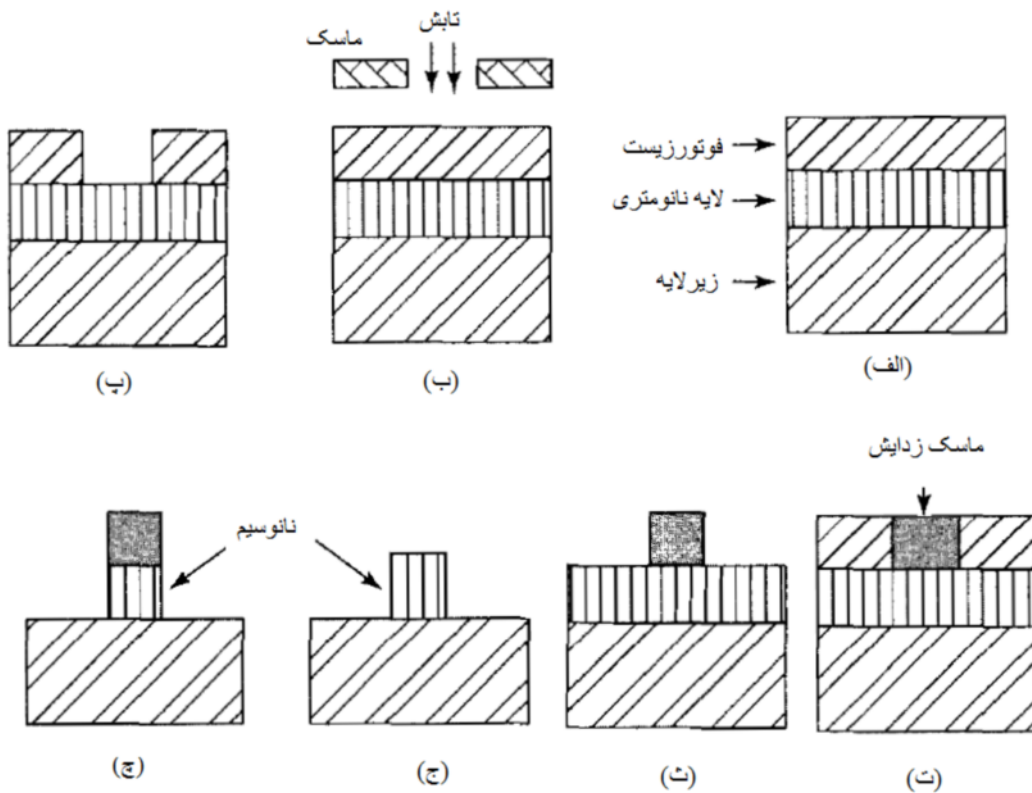 تابش
ماسک
فوتورزیست
لایه نانومتری
زیرلایه
(الف)
(ب)
(پ)
ماسک زدایش
نانوسیم
(ت)
(ث)
(ج)
(چ)